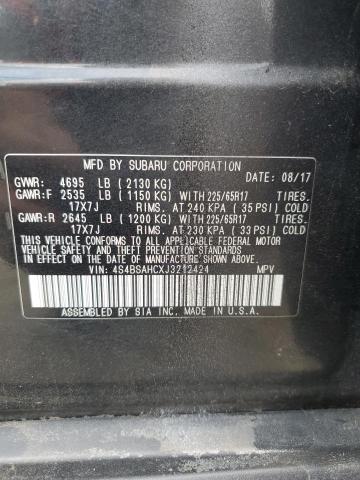 MFD BY SUBARU CORPORATION DATE: 08/17
GVWR: 4695 LB (2130 KG)
GAWR:F 2535 LB (1150 KG) WITH 225/65R17 TIRES.
17X7J RIMS. AT 240 KPA (35 PSI) COLD
GAWR:R 2645 LB (1200 KG) WITH 225/65R17 TIRES.
17X7J RIMS. AT 230 KPA (33 PSI) COLD
THIS VEHICLE CONFORMS TO ALL APPLICABLE FEDERAL MOTOR
VEHICLE SAFETY, BUMPER, AND THEFT PREVENTION STANDARDS
IN EFFECT ON THE DATE OF MANUFACTURE SHOWN ABOVE.
VIN: 4S4BSAHCXJ3212424 MPV
ASSEMBLED BY SIA INC. MADE IN U.S.A.